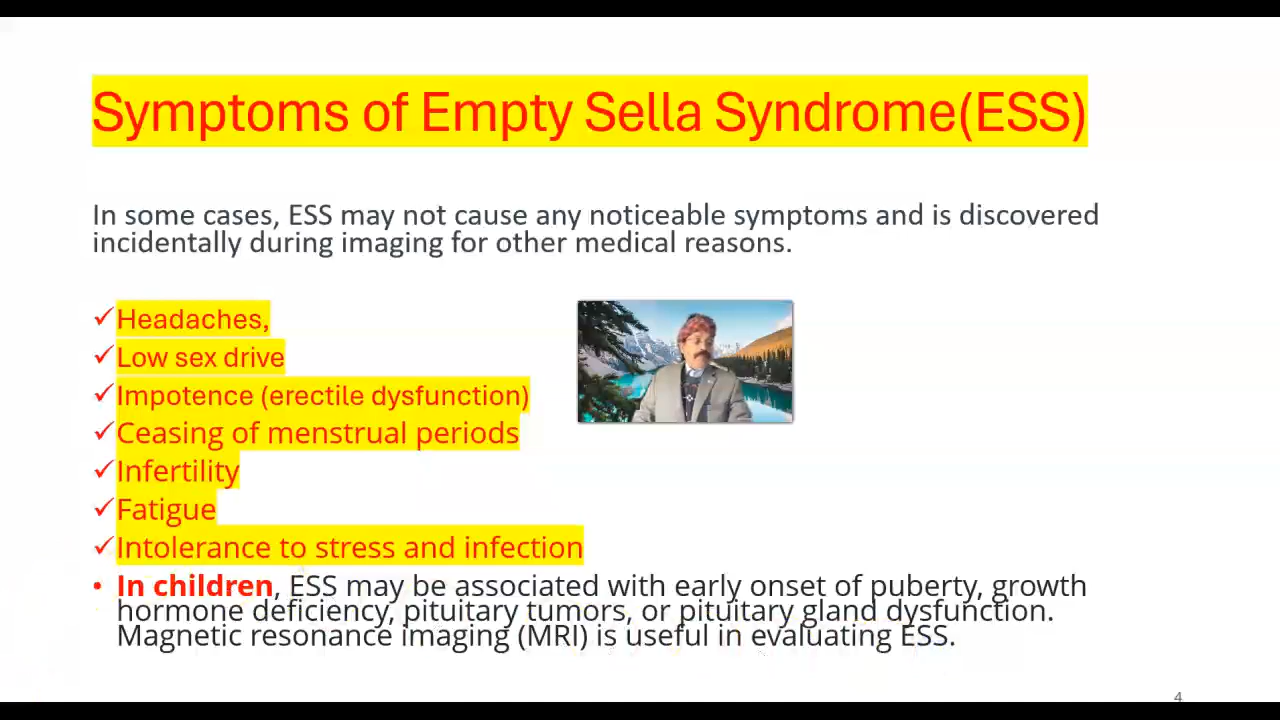 Symptoms of Empty Sella Syndrome(ESS)
In some cases, ESS may not cause any noticeable symptoms and is discovered
incidentally during imaging for other medical reasons.
✓Headaches,
✓Low sex drive
✓Impotence (erectile dysfunction)
✓Ceasing of menstrual periods
✓Infertility
✓Fatigue
✓Intolerance to stress and infection
• In children, ESS may be associated with early onset of puberty, growth
hormone deficiency, pituitary tumors, or pituitary gland dysfunction.
Magnetic resonance imaging (MRI) is useful in evaluating ESS.
4